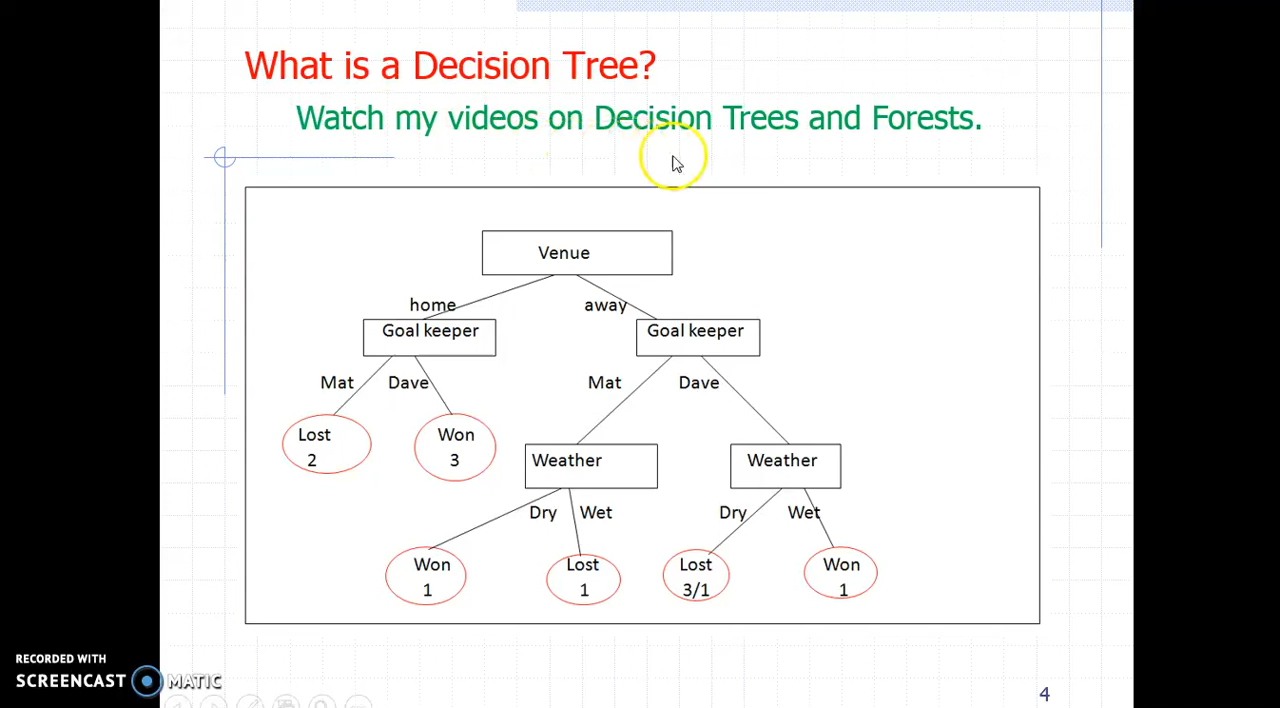 What is a Decision Tree?
Watch my videos on Decision Trees and Forests.
Venue
home away
Goal keeper Goal keeper
Mat Dave Mat Dave
Lost Won
2 3
Weather Weather
Dry Wet Dry Wet
Won Lost Lost Won
1 1 3/1 1
RECORDED WITH
SCREENCAST MATIC
4